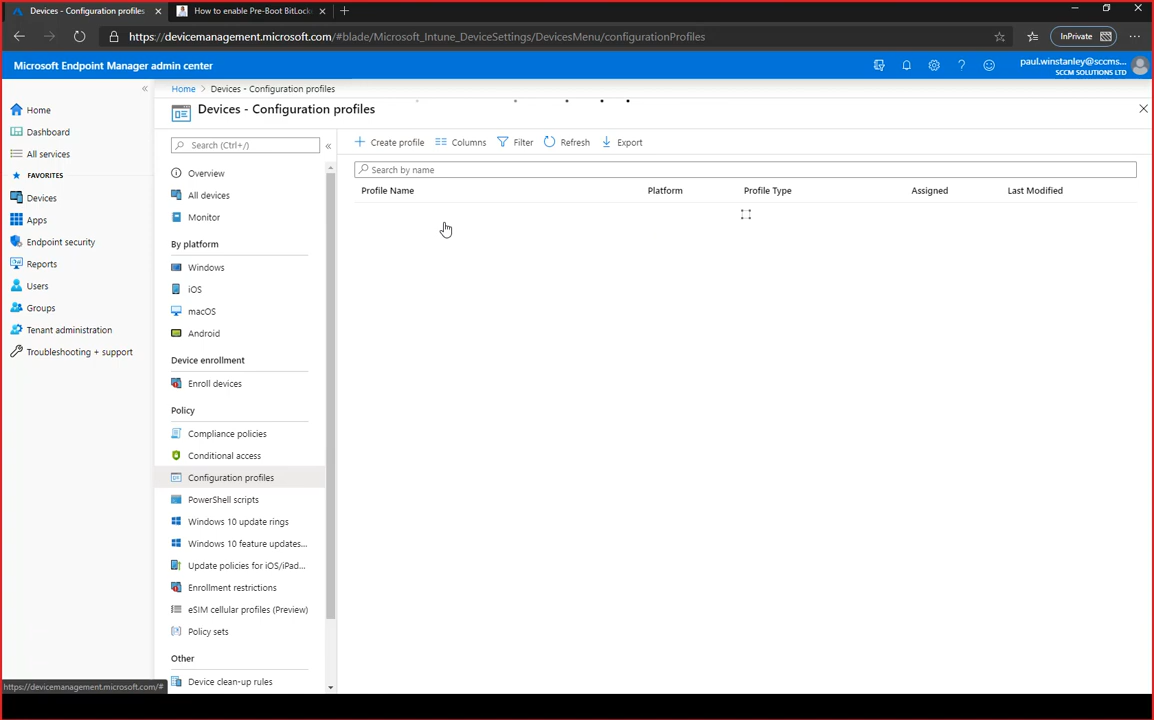 Devices - Configuration profiles
How to enable Pre-Boot BitLock
https://devicemanagement.microsoft.com/#blade/Microsoft_Intune_DeviceSettings/DevicesMenu/configurationProfiles
InPrivate
Microsoft Endpoint Manager admin center
paul.winstanley@sccms...
SCCM SOLUTIONS LTD
Home > Devices - Configuration profiles
Devices - Configuration profiles
Home
Dashboard
All services
FAVORITES
Devices
Apps
Endpoint security
Reports
Users
Groups
Tenant administration
Troubleshooting + support
Search (Ctrl+/)
Overview
All devices
Monitor
By platform
Windows
iOS
macOS
Android
Device enrollment
Enroll devices
Policy
Compliance policies
Conditional access
Configuration profiles
PowerShell scripts
Windows 10 update rings
Windows 10 feature updates...
Update policies for iOS/iPad...
Enrollment restrictions
eSIM cellular profiles (Preview)
Policy sets
Other
Device clean-up rules
Create profile Columns Filter Refresh Export
Search by name
Profile Name Platform Profile Type Assigned Last Modified
https://devicemanagement.microsoft.com/#